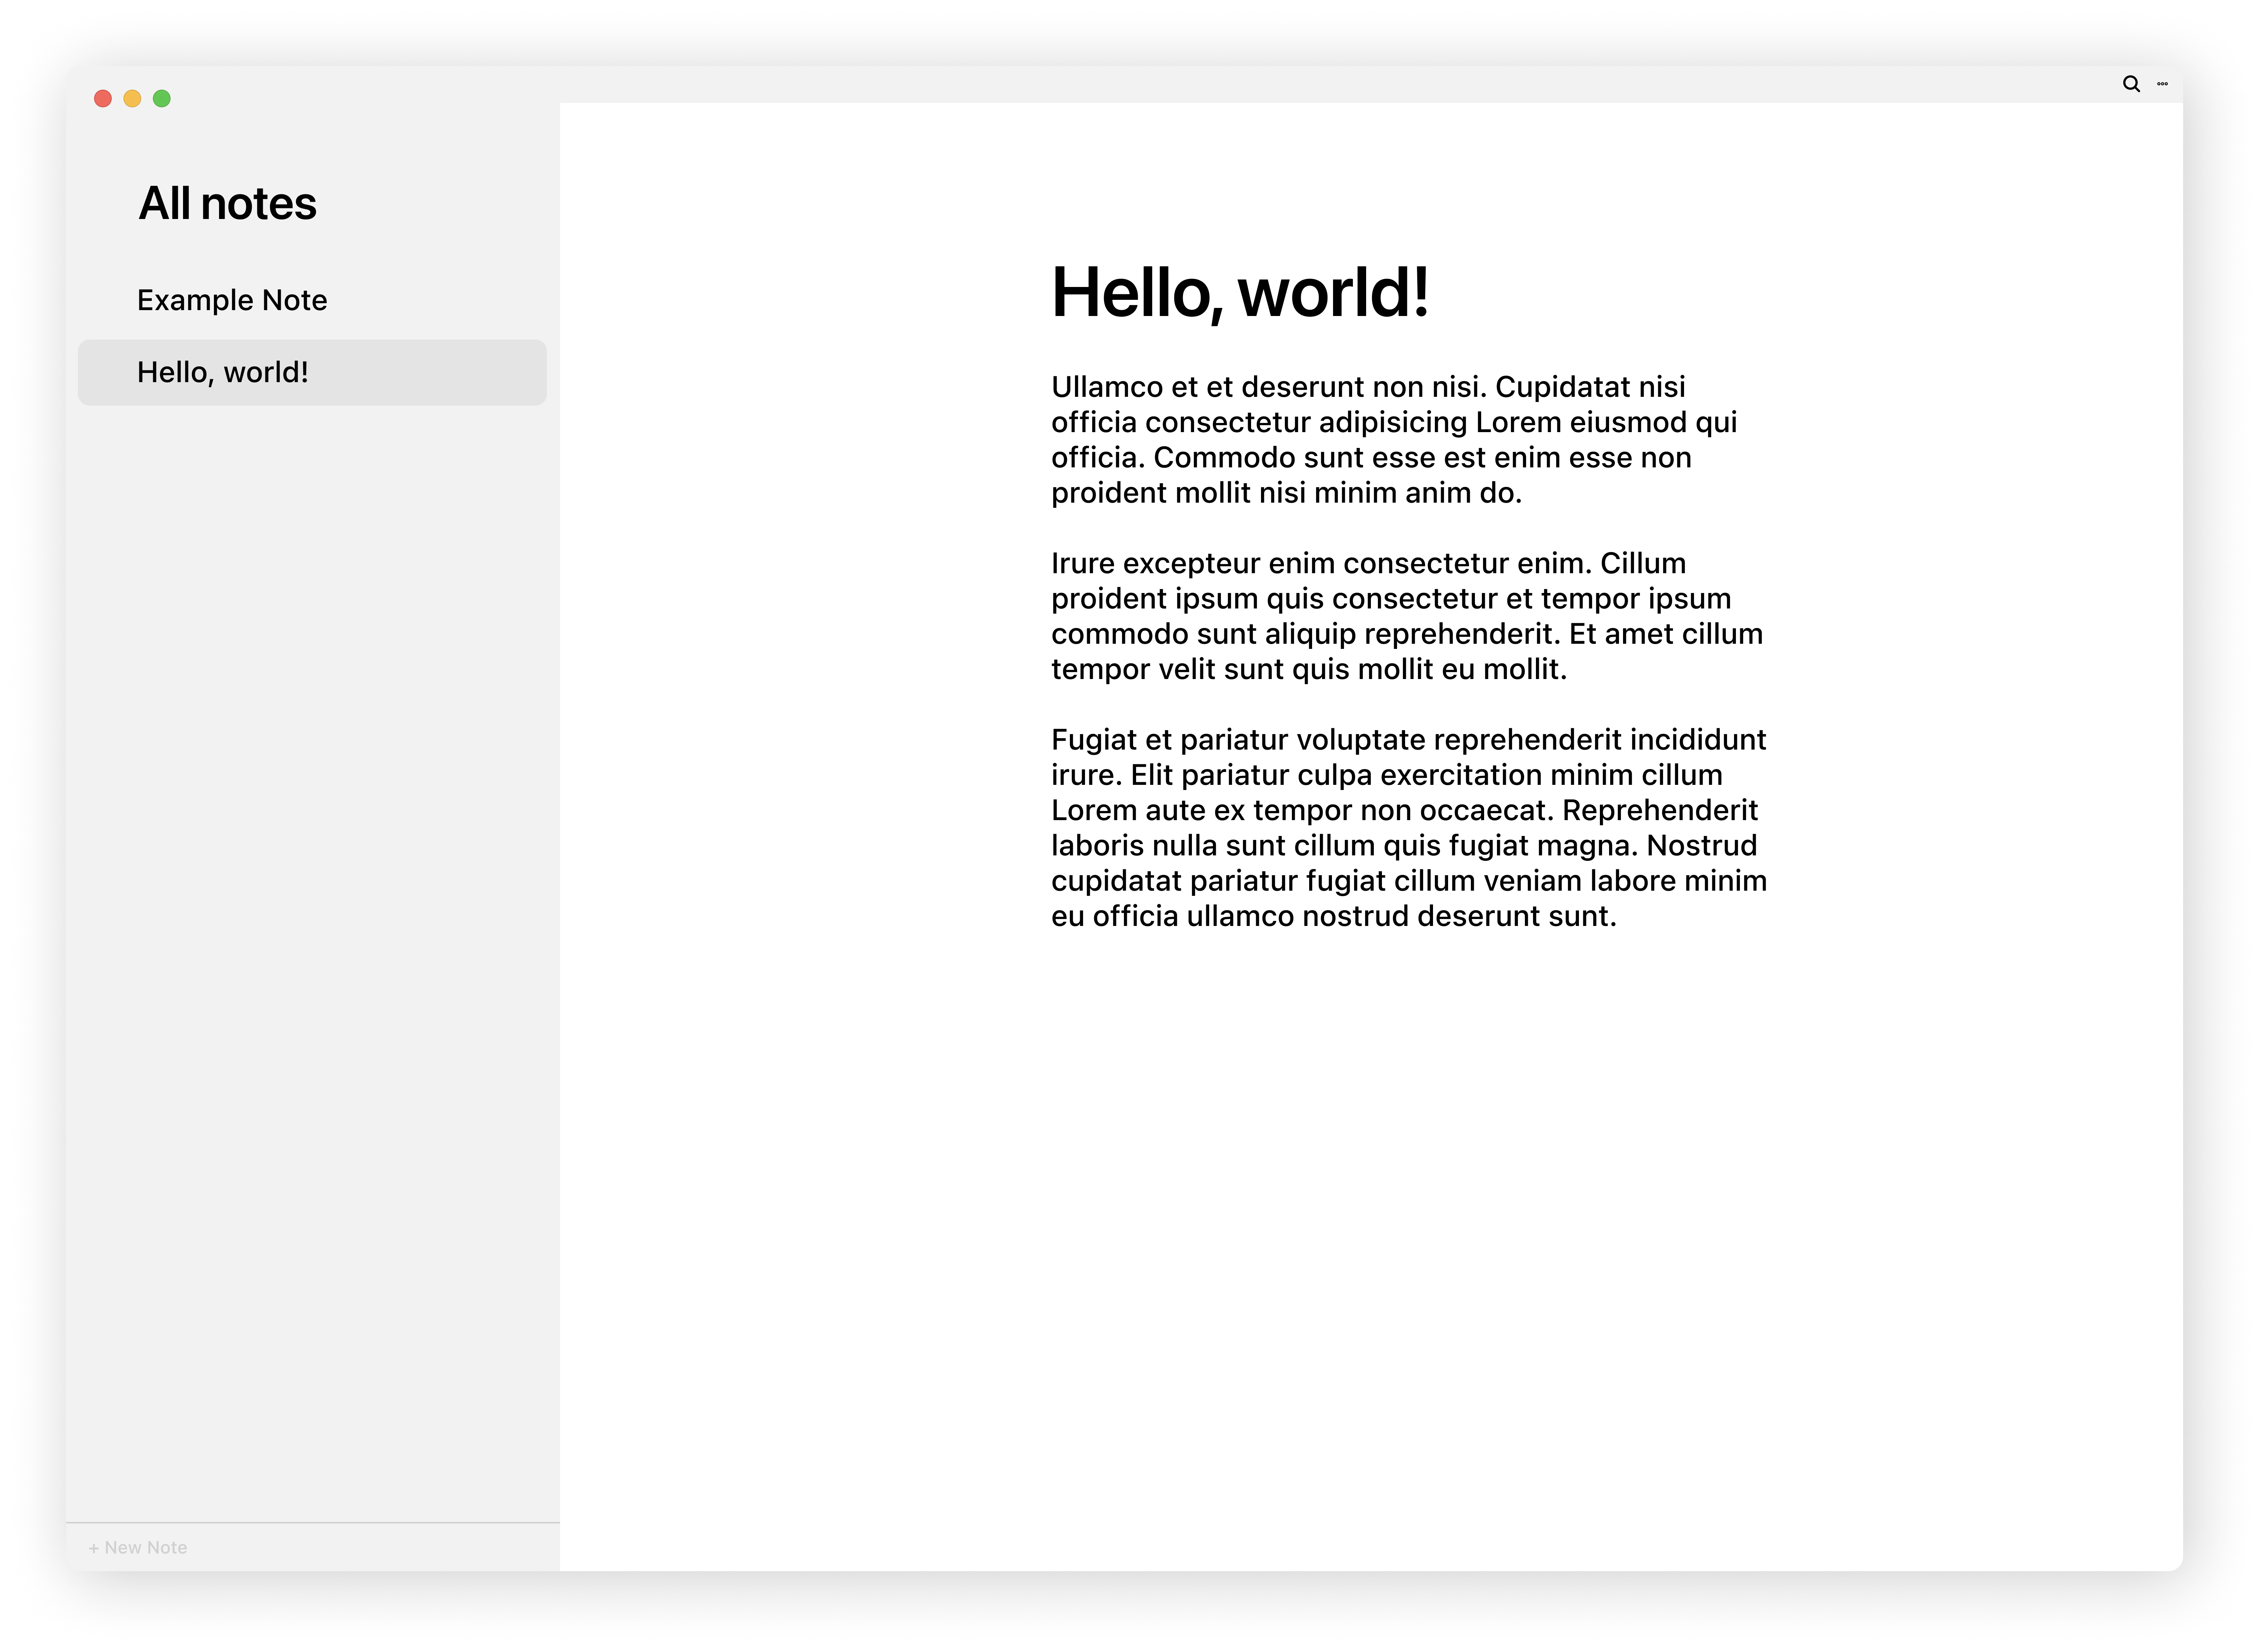 All notes
Example Note
Hello, world!
+ New Note
Hello, world!
Ullamco et et deserunt non nisi. Cupidatat nisi
officia consectetur adipisicing Lorem eiusmod qui
officia. Commodo sunt esse est enim esse non
proident mollit nisi minim anim do.
Irure excepteur enim consectetur enim. Cillum
proident ipsum quis consectetur et tempor ipsum
commodo sunt aliquip reprehenderit. Et amet cillum
tempor velit sunt quis mollit eu mollit.
Fugiat et pariatur voluptate reprehenderit incididunt
irure. Elit pariatur culpa exercitation minim cillum
Lorem aute ex tempor non occaecat. Reprehenderit
laboris nulla sunt cillum quis fugiat magna. Nostrud
cupidatat pariatur fugiat cillum veniam labore minim
eu officia ullamco nostrud deserunt sunt.